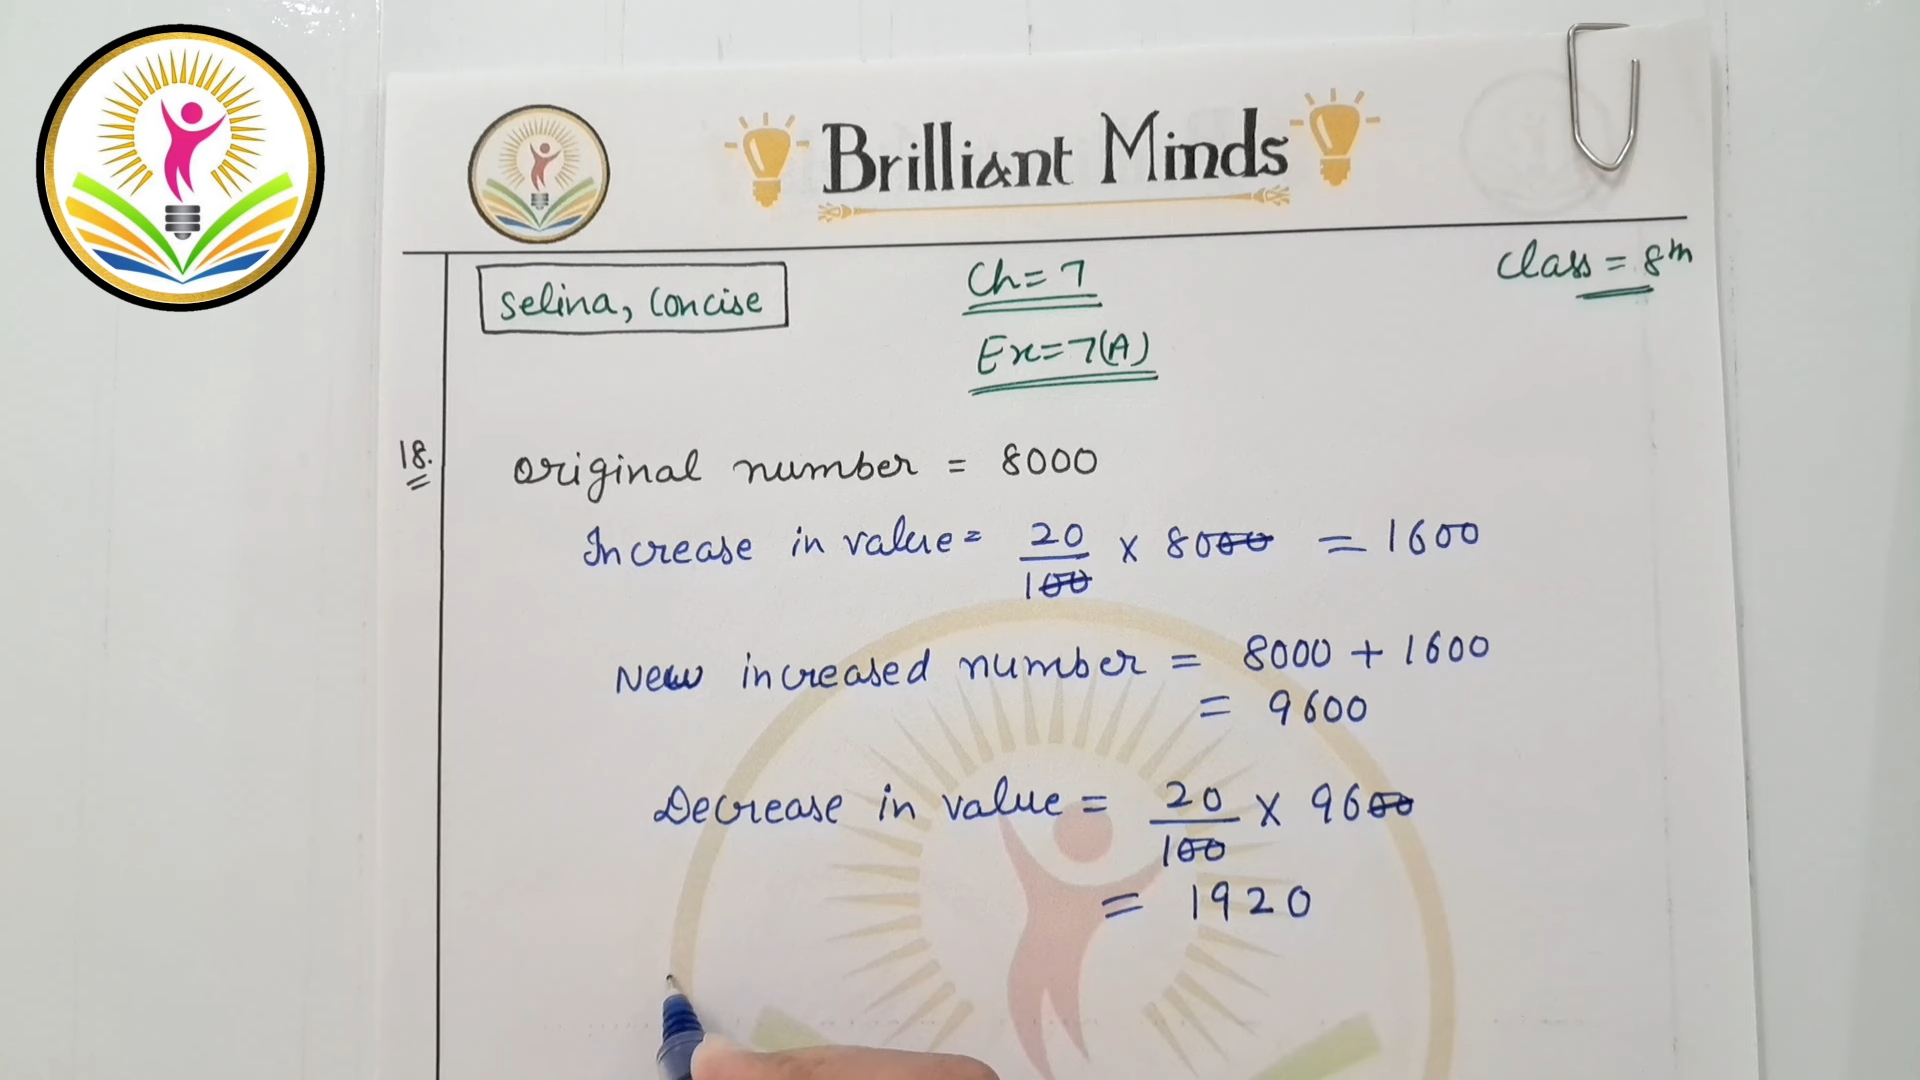 Brilliant Minds
Selina, Concise
Ch = 7
Class = 8th
Ex = 7(A)
18. Original number = 8000
Increase in value = 20/100 × 8000 = 1600
New increased number = 8000 + 1600
= 9600
Decrease in value = 20/100 × 9600
= 1920